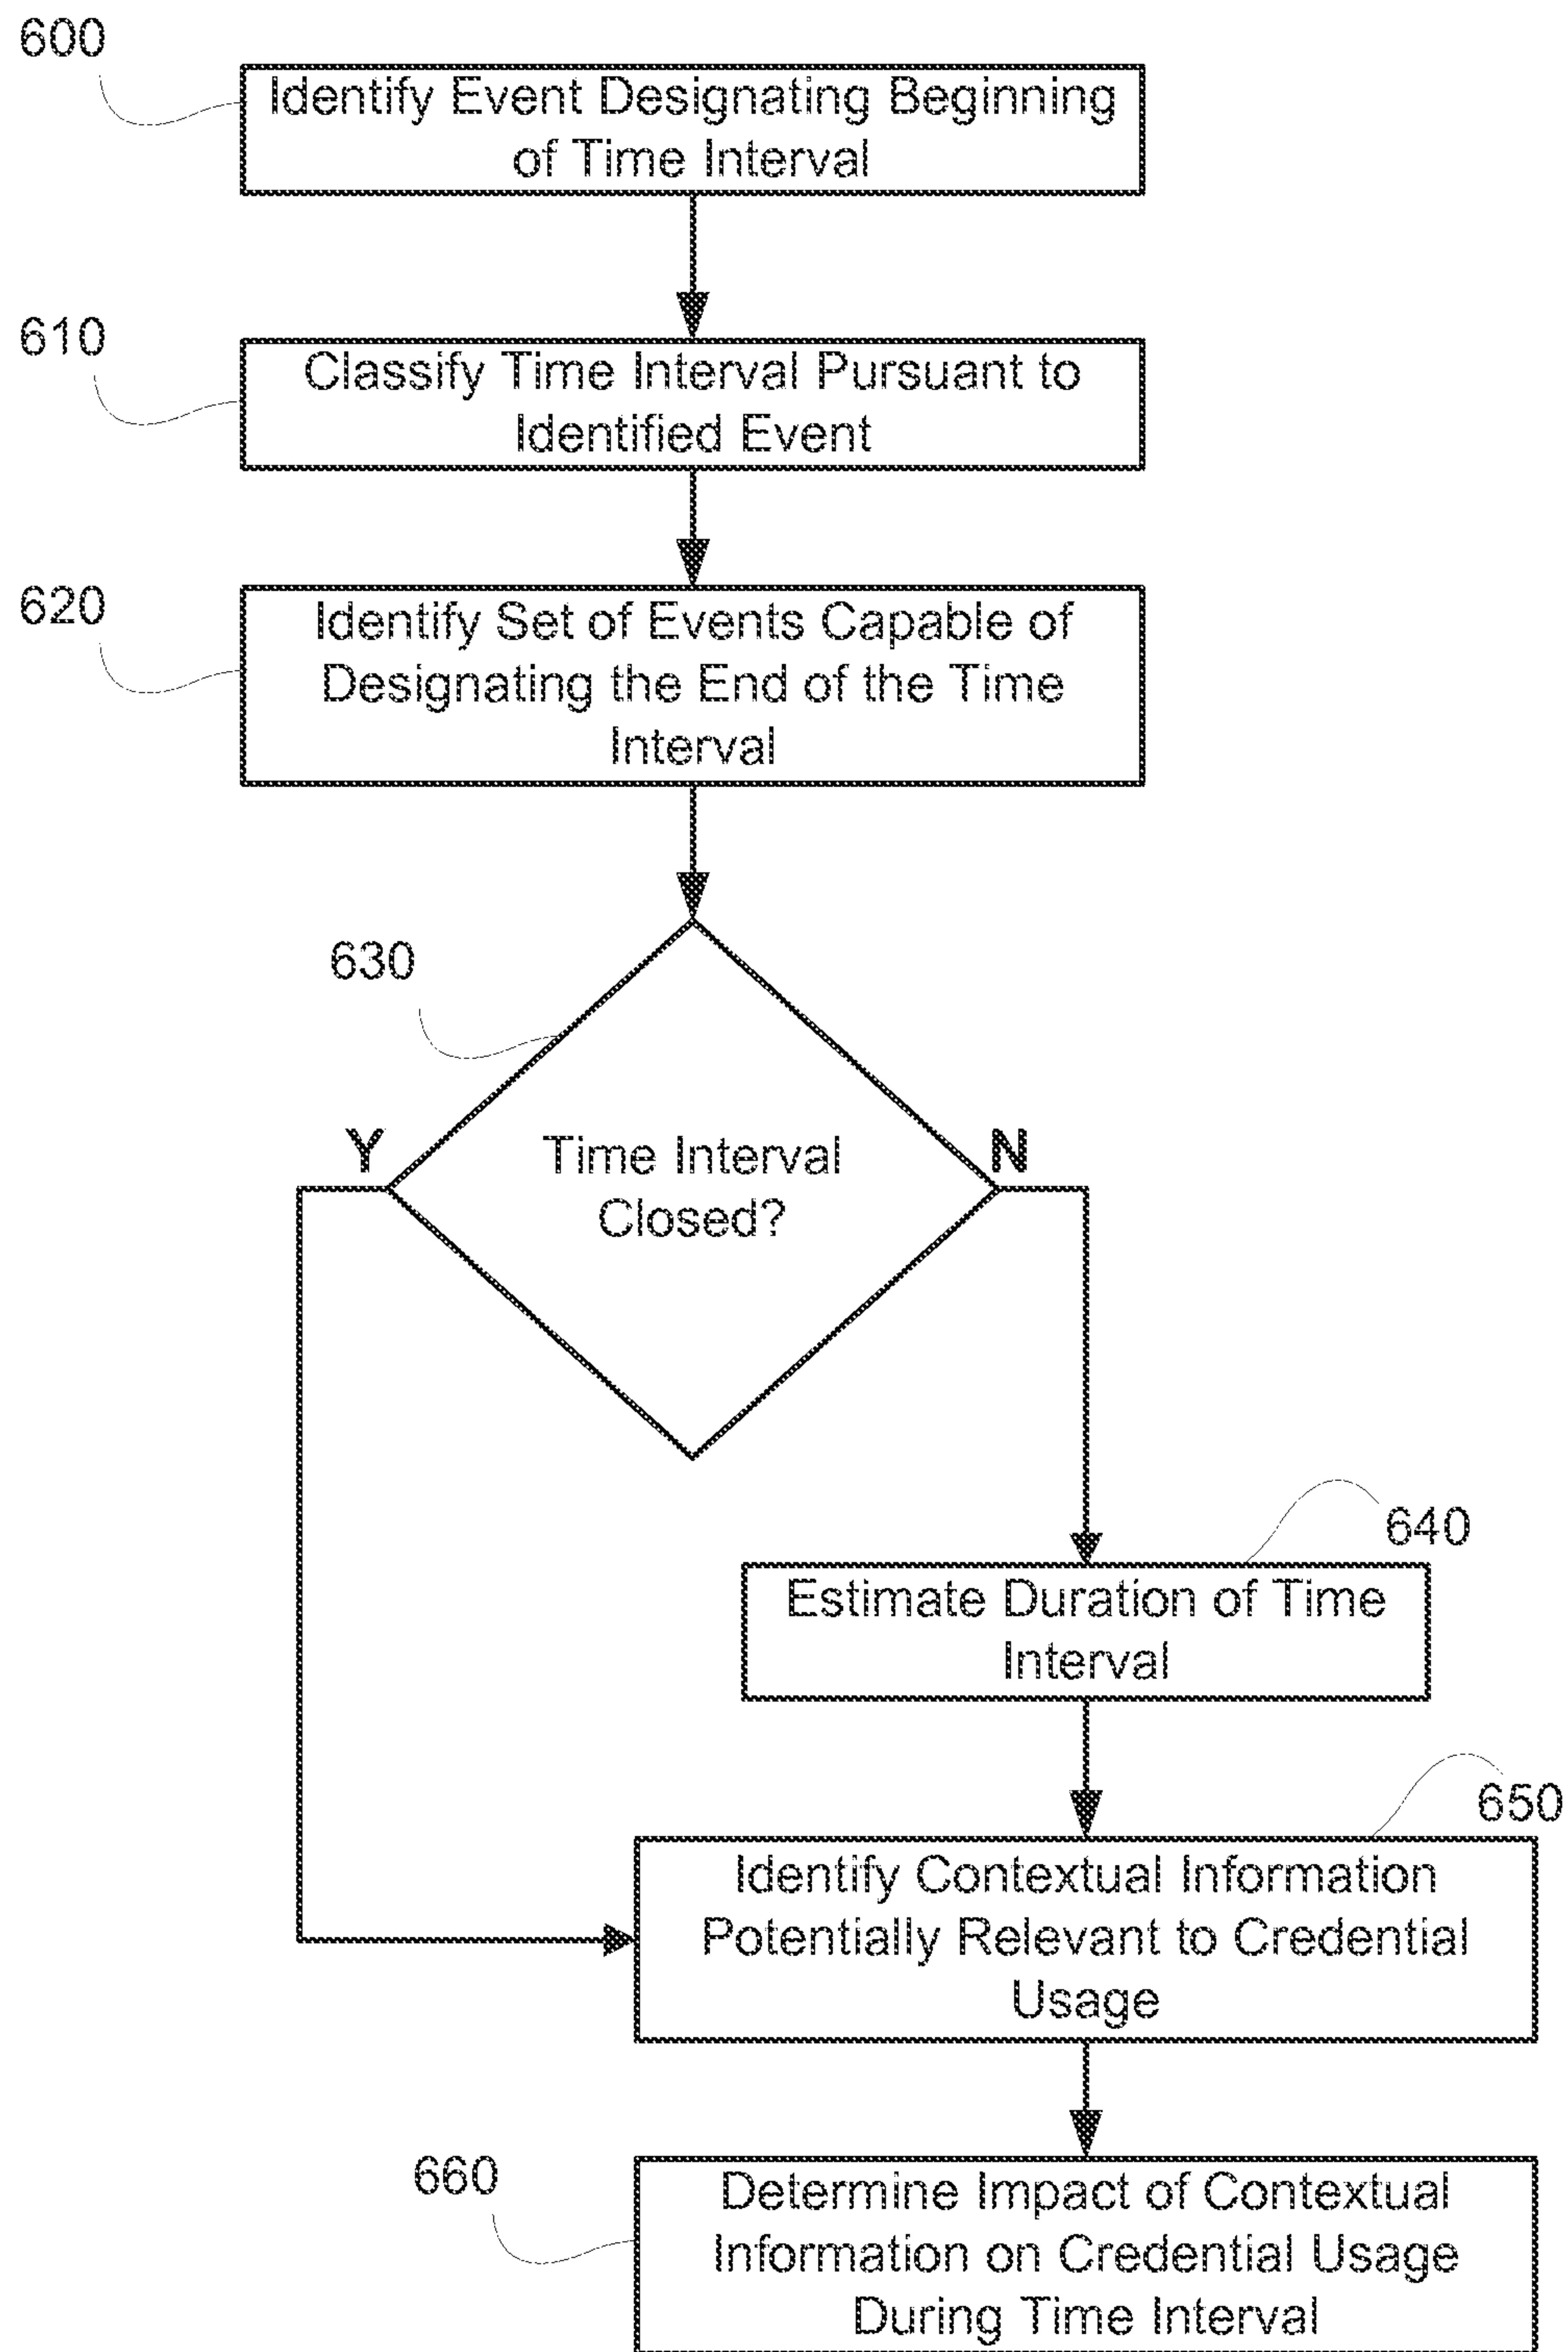 600
Identify Event Designating Beginning
of Time Interval
610
Classify Time Interval Pursuant to
Identified Event
620
Identify Set of Events Capable of
Designating the End of the Time
Interval
630
Y
Time Interval
Closed?
N
640
Estimate Duration of Time
Interval
650
Identify Contextual Information
Potentially Relevant to Credential
Usage
660
Determine Impact of Contextual
Information on Credential Usage
During Time Interval